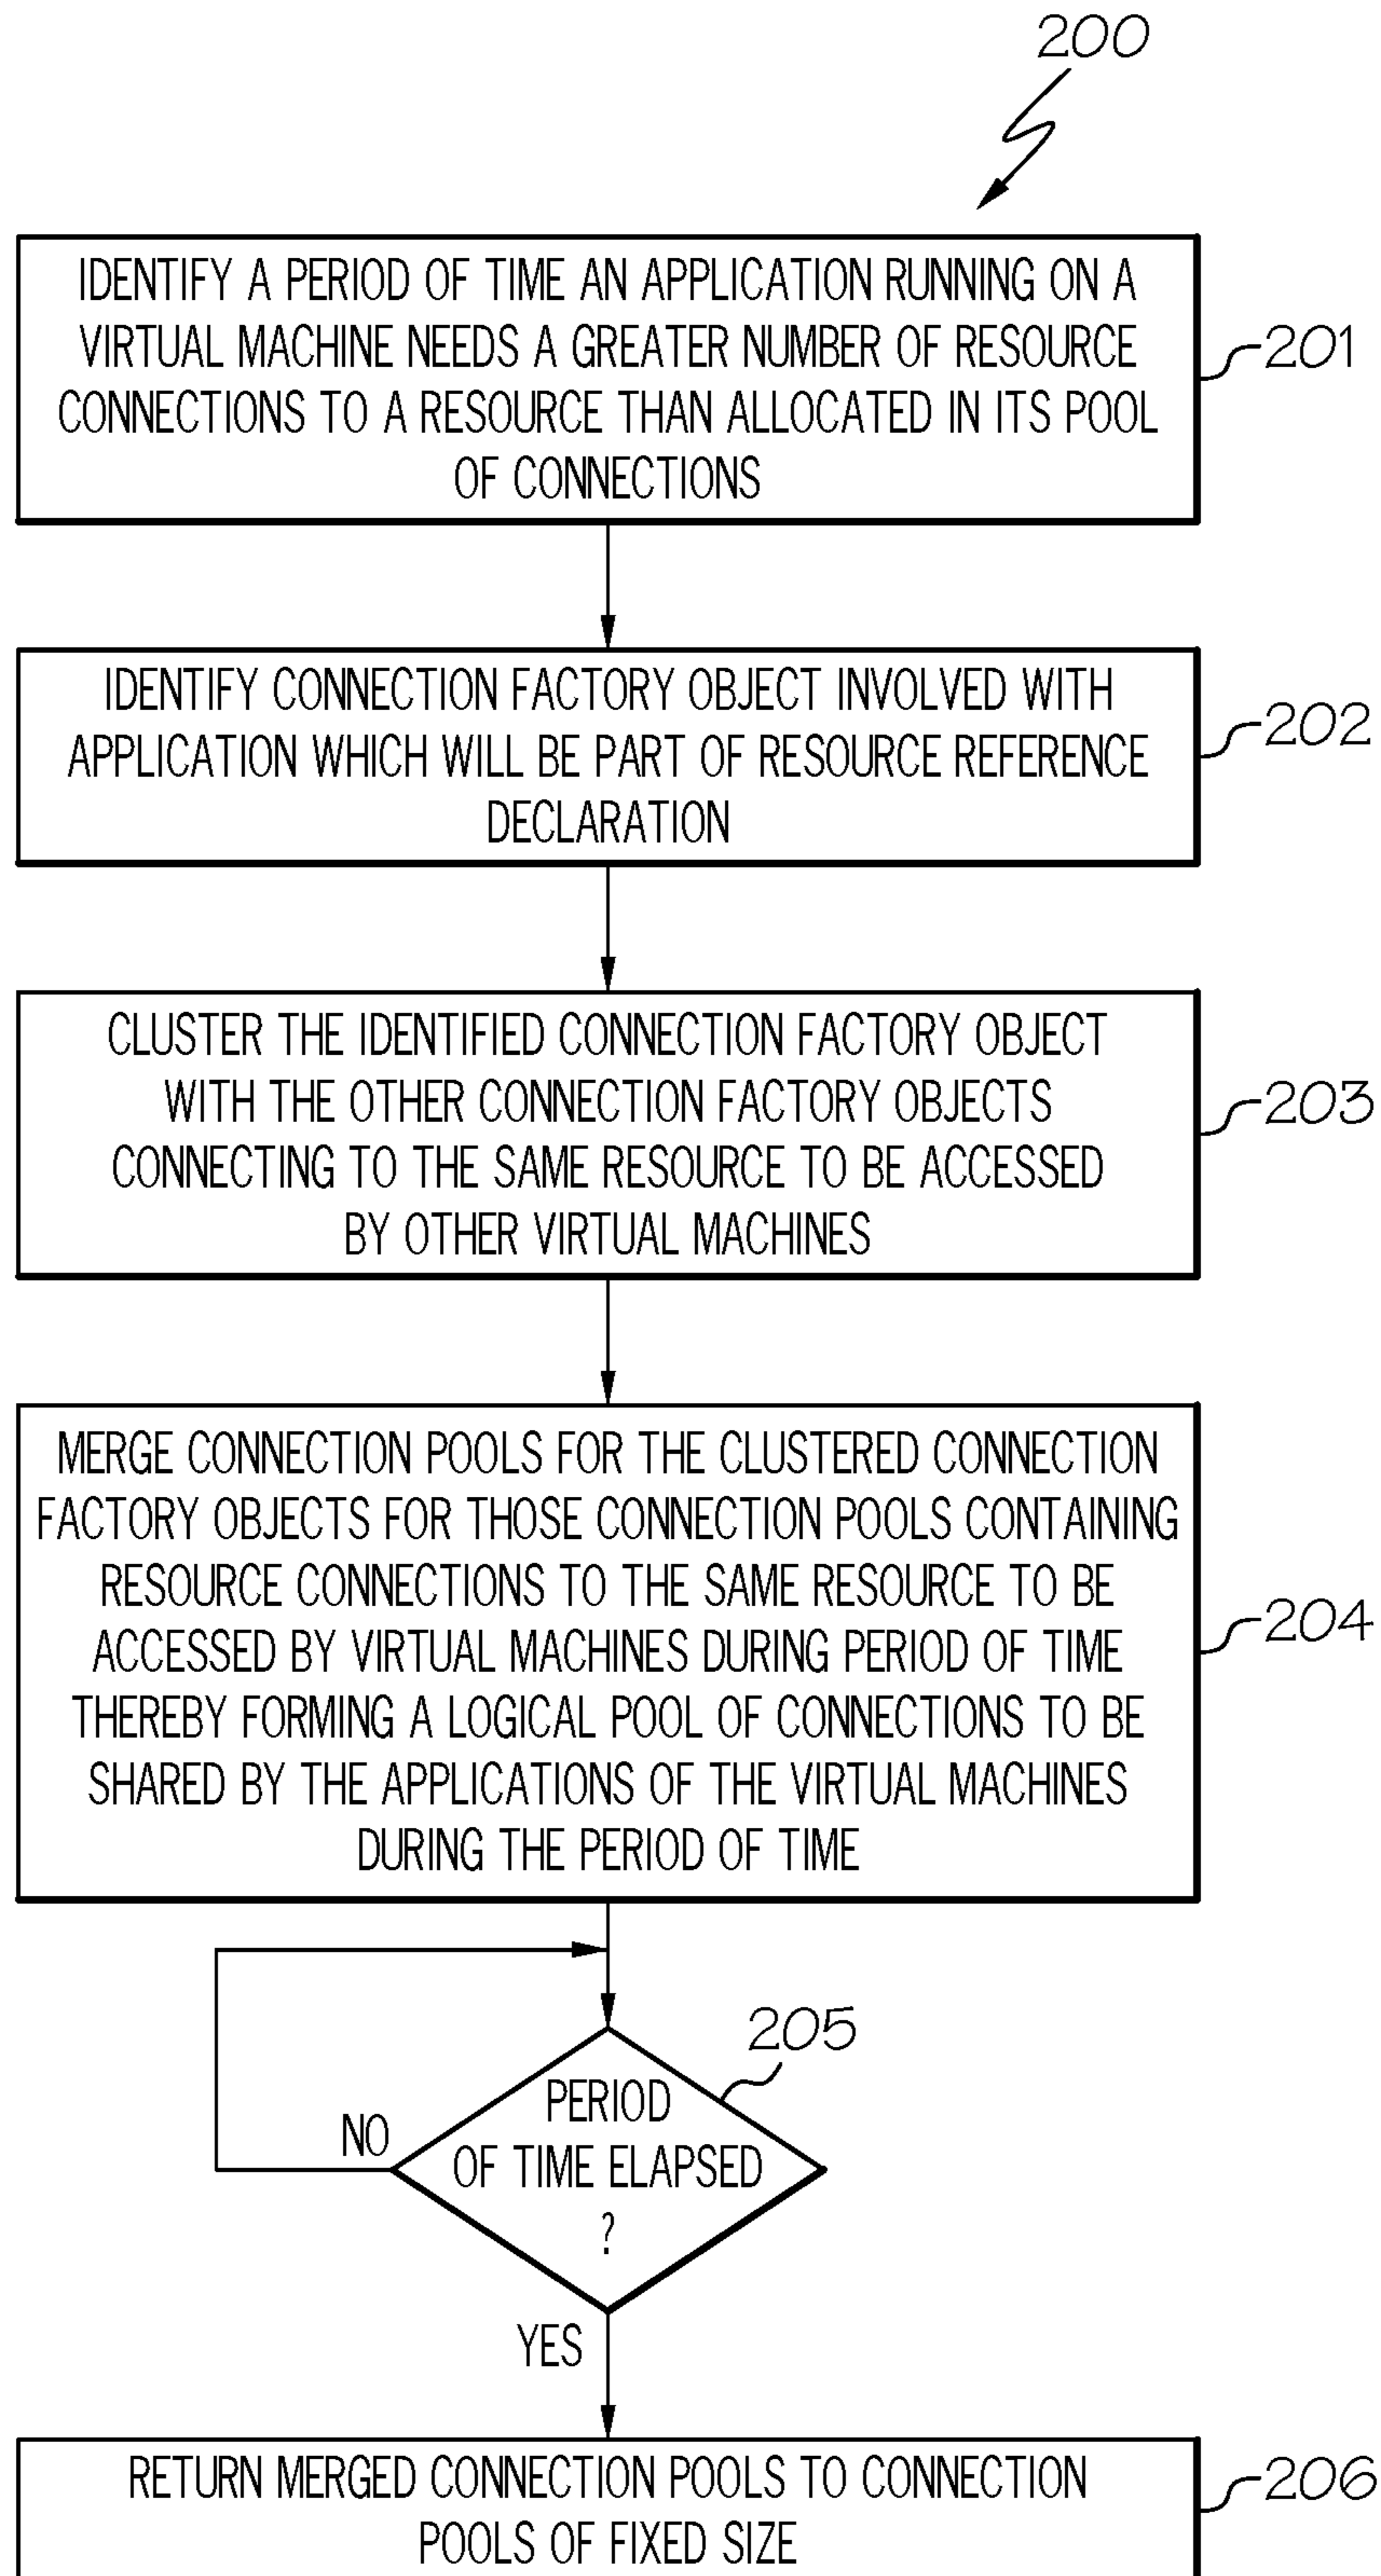 200
IDENTIFY A PERIOD OF TIME AN APPLICATION RUNNING ON A
VIRTUAL MACHINE NEEDS A GREATER NUMBER OF RESOURCE
CONNECTIONS TO A RESOURCE THAN ALLOCATED IN ITS POOL
OF CONNECTIONS
201
IDENTIFY CONNECTION FACTORY OBJECT INVOLVED WITH
APPLICATION WHICH WILL BE PART OF RESOURCE REFERENCE
DECLARATION
202
CLUSTER THE IDENTIFIED CONNECTION FACTORY OBJECT
WITH THE OTHER CONNECTION FACTORY OBJECTS
CONNECTING TO THE SAME RESOURCE TO BE ACCESSED
BY OTHER VIRTUAL MACHINES
203
MERGE CONNECTION POOLS FOR THE CLUSTERED CONNECTION
FACTORY OBJECTS FOR THOSE CONNECTION POOLS CONTAINING
RESOURCE CONNECTIONS TO THE SAME RESOURCE TO BE
ACCESSED BY VIRTUAL MACHINES DURING PERIOD OF TIME
THEREBY FORMING A LOGICAL POOL OF CONNECTIONS TO BE
SHARED BY THE APPLICATIONS OF THE VIRTUAL MACHINES
DURING THE PERIOD OF TIME
204
205
PERIOD
OF TIME ELAPSED
?
NO
YES
RETURN MERGED CONNECTION POOLS TO CONNECTION
POOLS OF FIXED SIZE
206